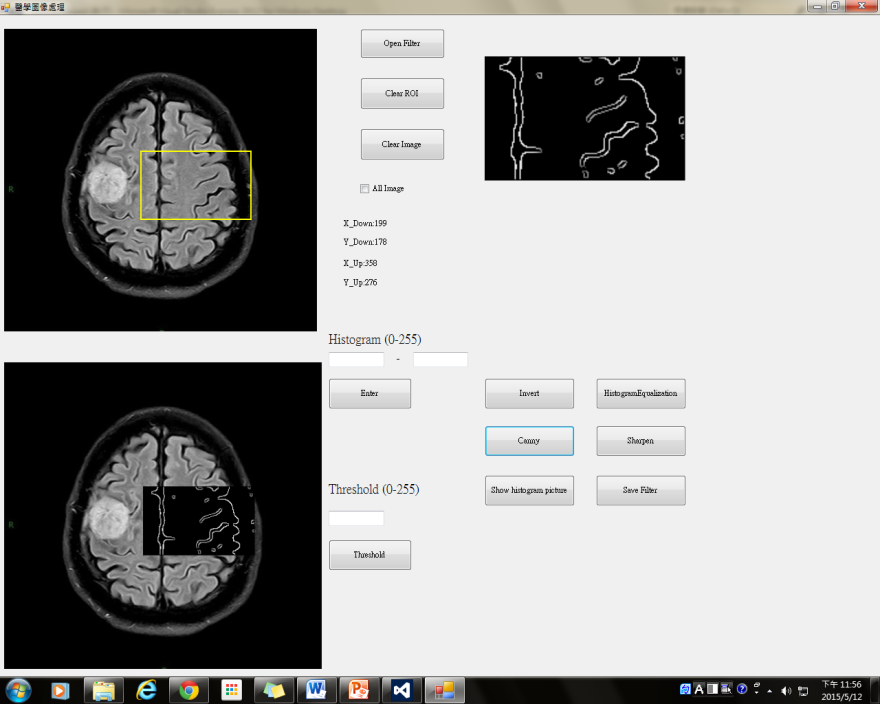 醫學圖像處理
R
Open Filter
Clear ROI
Clear Image
All Image
X_Down:199
Y_Down:178
X_Up:358
Y_Up:276
Histogram (0-255)
-
Enter
Invert
HistogramEqualization
Canny
Sharpen
Show histogram picture
Save Filter
R
Threshold (0-255)
Threshold
A
下午 11:56
2015/5/12